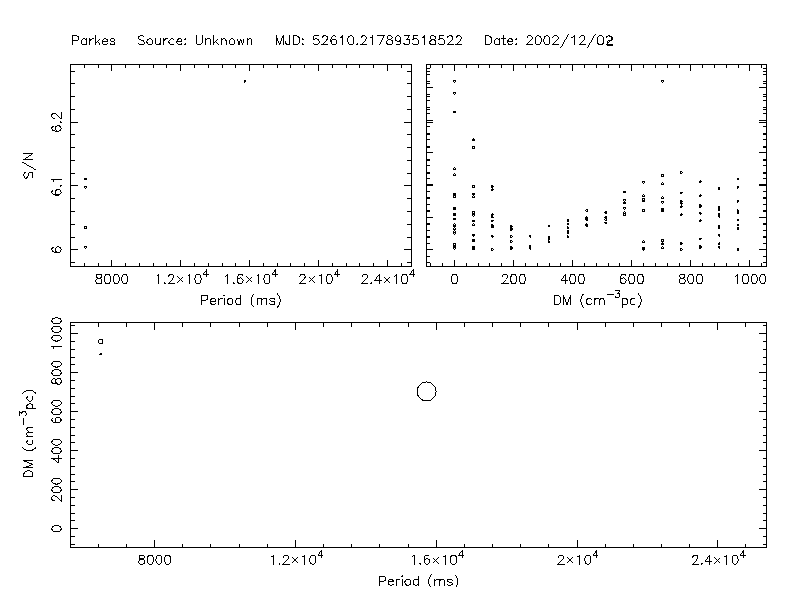 Parkes Source: Unknown MJD: 52610.217893518522 Date: 2002/12/02
S/N
6.2
6.1
6
8000 1.2×10⁴ 1.6×10⁴ 2×10⁴ 2.4×10⁴
Period (ms)
0 200 400 600 800 1000
DM (cm⁻³pc)
DM (cm⁻³pc)
1000
800
600
400
200
0
8000 1.2×10⁴ 1.6×10⁴ 2×10⁴ 2.4×10⁴
Period (ms)